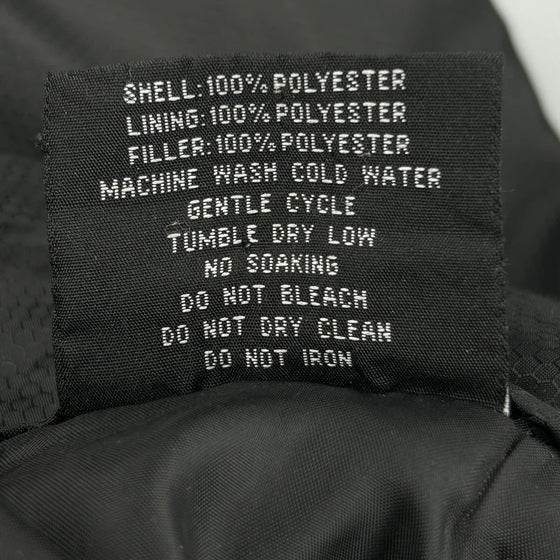 SHELL:100% POLYESTER
LINING:100% POLYESTER
FILLER:100% POLYESTER
MACHINE WASH COLD WATER
GENTLE CYCLE
TUMBLE DRY LOW
NO SOAKING
DO NOT BLEACH
DO NOT DRY CLEAN
DO NOT IRON